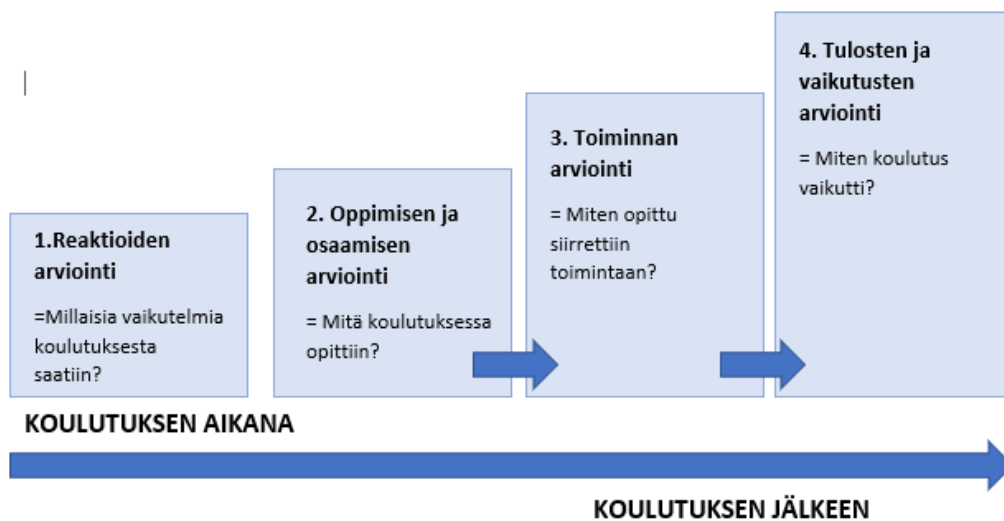 1.Reaktioiden
arviointi
=Millaisia vaikutelmia
koulutuksesta
saatiin?
2. Oppimisen ja
osaamisen
arviointi
= Mitä koulutuksessa
opittiin?
3. Toiminnan
arviointi
= Miten opittu
siirrettiin
toimintaan?
4. Tulosten ja
vaikutusten
arviointi
= Miten koulutus
vaikutti?
KOULUTUKSEN AIKANA
KOULUTUKSEN JÄLKEEN